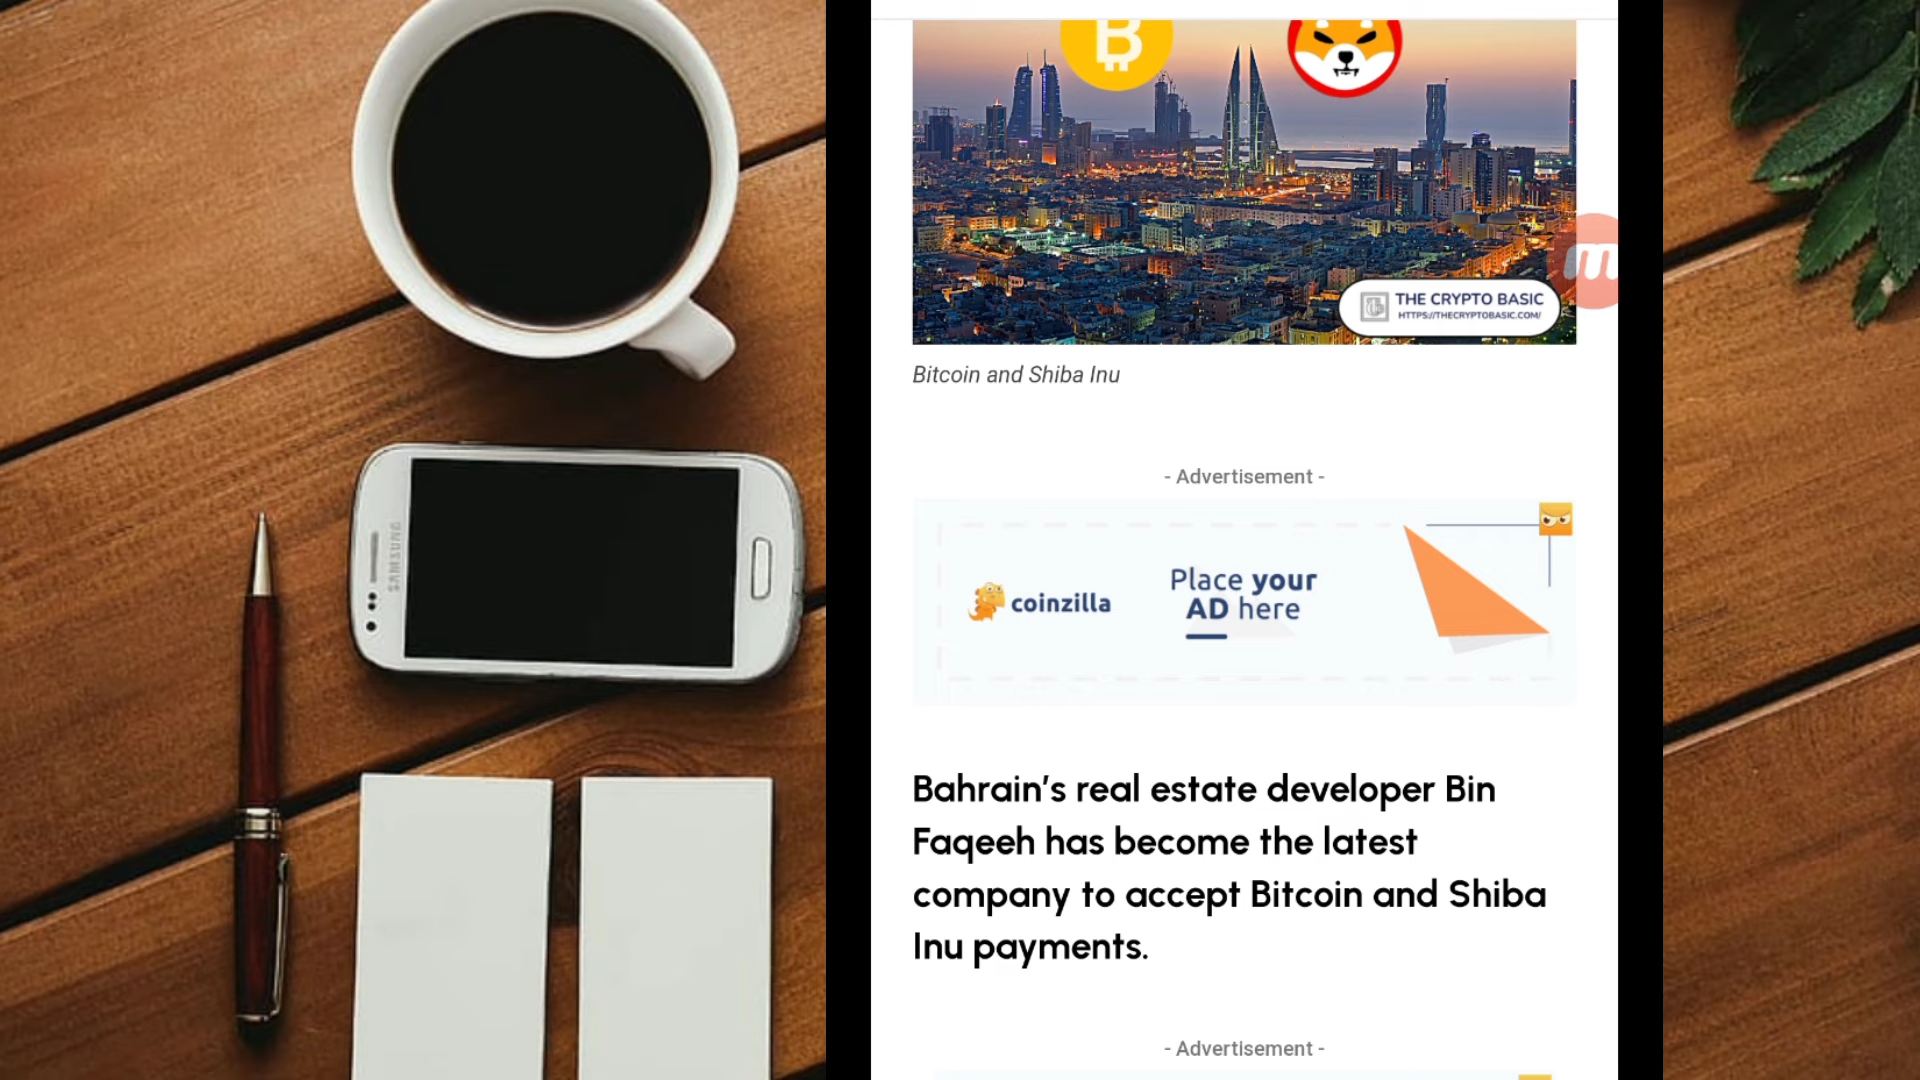 SAMSUNG
THE CRYPTO BASIC
HTTPS://THECRYPTOBASIC.COM/
Bitcoin and Shiba Inu
- Advertisement -
coinzilla
Place your
AD here
Bahrain’s real estate developer Bin
Faqeeh has become the latest
company to accept Bitcoin and Shiba
Inu payments.
- Advertisement -